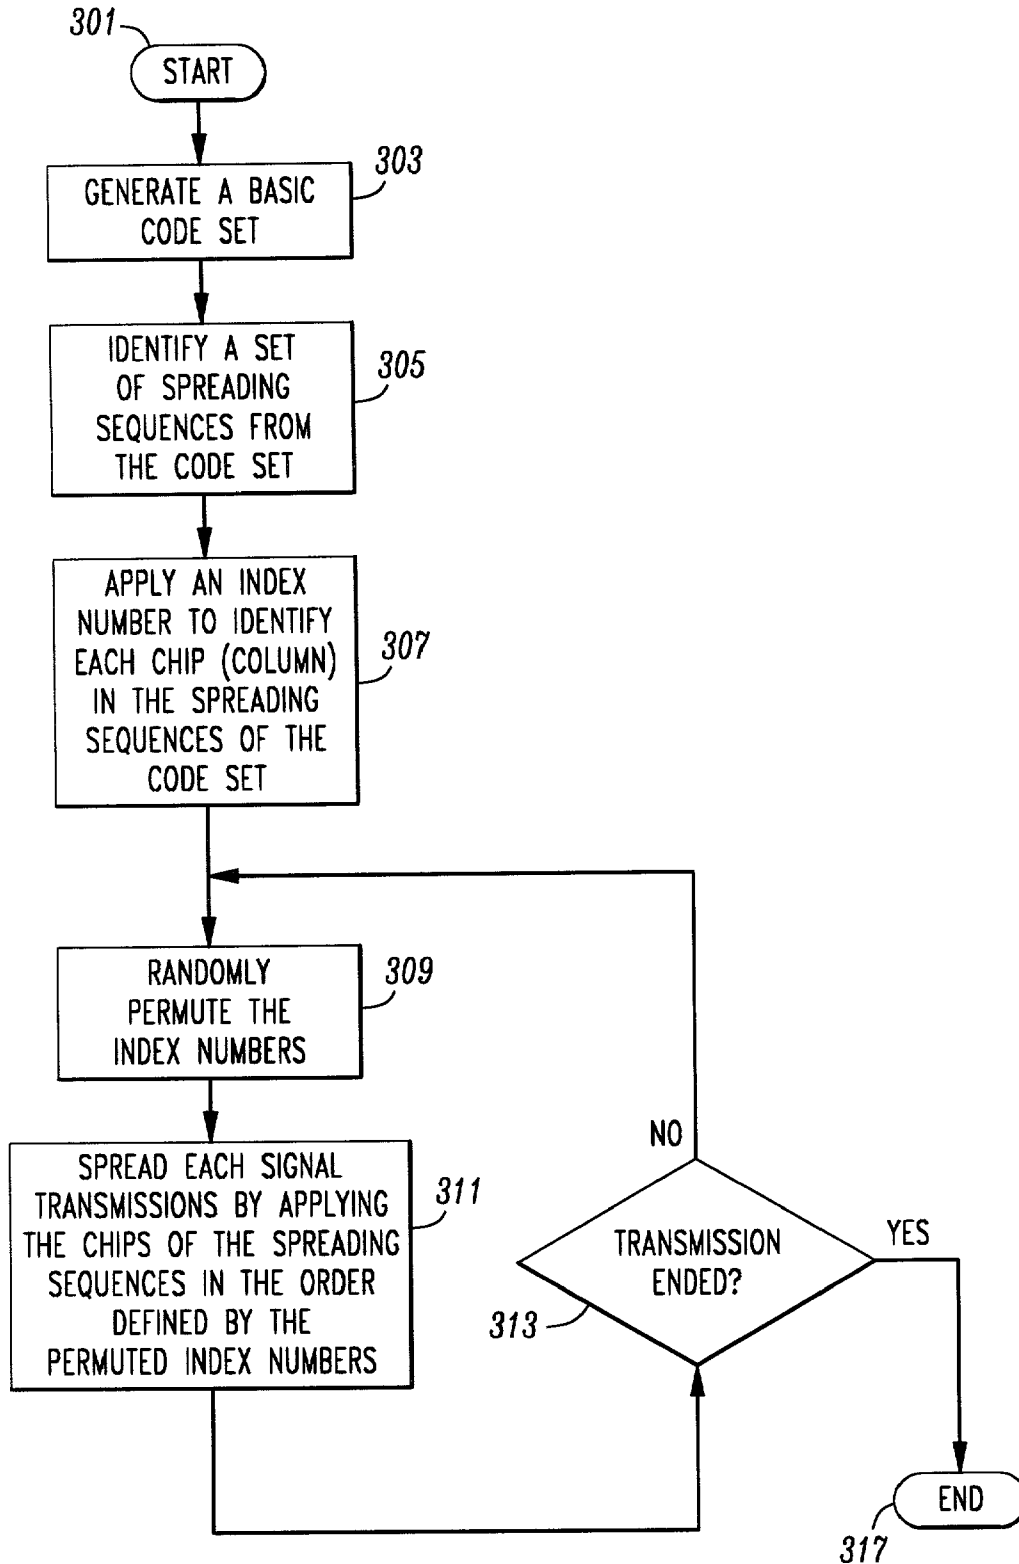 301
START
303
GENERATE A BASIC
CODE SET
305
IDENTIFY A SET
OF SPREADING
SEQUENCES FROM
THE CODE SET
307
APPLY AN INDEX
NUMBER TO IDENTIFY
EACH CHIP (COLUMN)
IN THE SPREADING
SEQUENCES OF THE
CODE SET
309
RANDOMLY
PERMUTE THE
INDEX NUMBERS
311
SPREAD EACH SIGNAL
TRANSMISSIONS BY APPLYING
THE CHIPS OF THE SPREADING
SEQUENCES IN THE ORDER
DEFINED BY THE
PERMUTED INDEX NUMBERS
NO
TRANSMISSION
ENDED?
YES
313
END
317